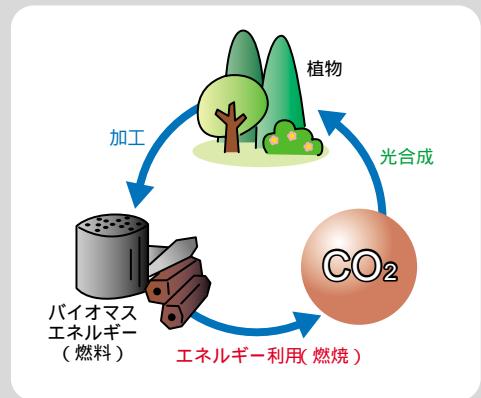 植物
加工
光合成
CO₂
バイオマス
エネルギー
（燃料）
エネルギー利用（燃焼）